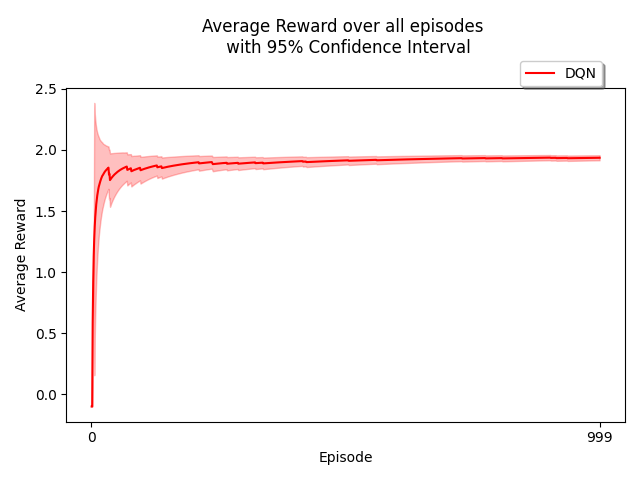 Average Reward over all episodes
with 95% Confidence Interval
DQN
2.5
2.0
1.5
1.0
0.5
0.0
Average Reward
0
999
Episode